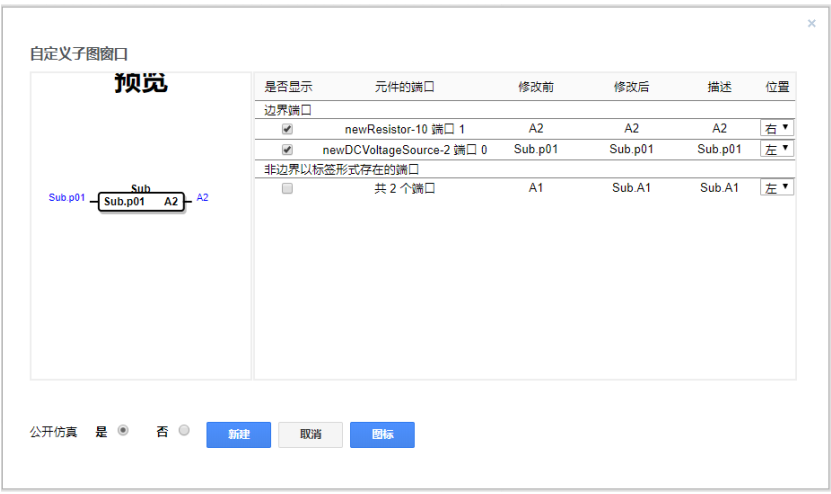 ×
自定义子图窗口
预览
Sub
Sub.p01 Sub.p01 A2 A2
是否显示 元件的端口 修改前 修改后 描述 位置
边界端口
newResistor-10 端口 1 A2 A2 A2 右
newDCVoltageSource-2 端口 0 Sub.p01 Sub.p01 Sub.p01 左
非边界以标签形式存在的端口
共 2 个端口 A1 Sub.A1 Sub.A1 左
公开仿真 是 否 新建 取消 图标